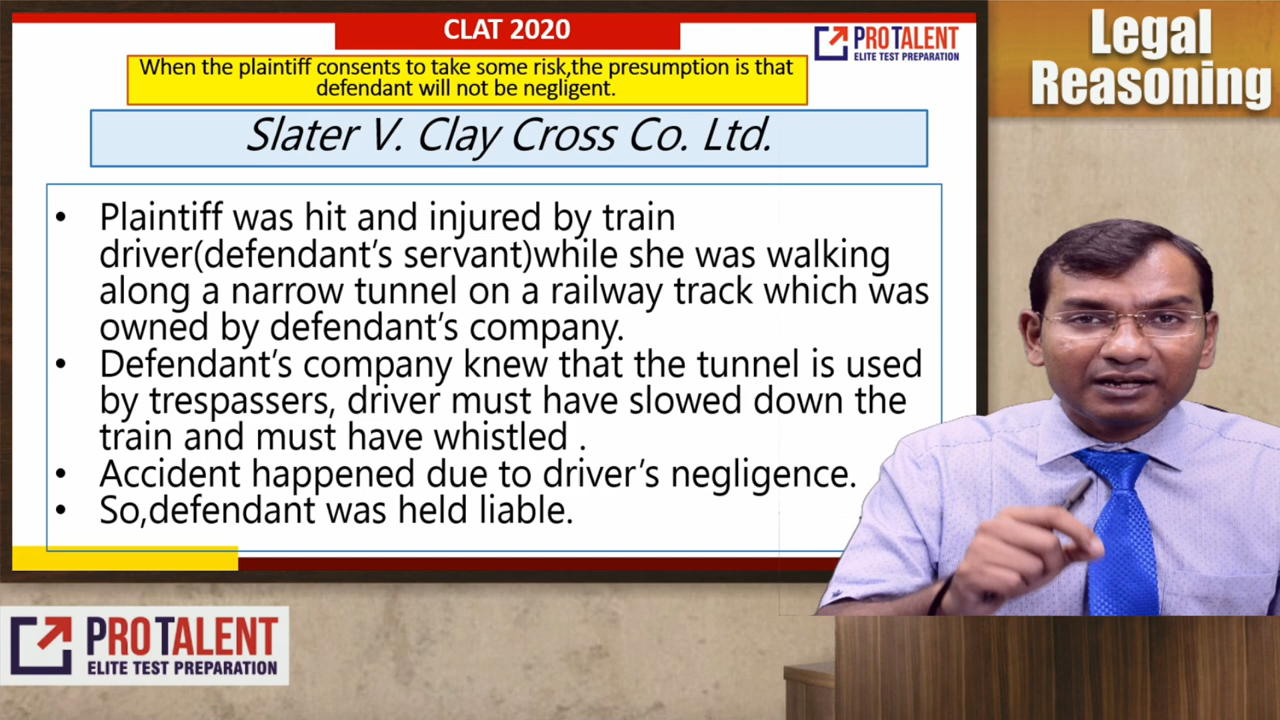 CLAT 2020
PROTALENT
ELITE TEST PREPARATION
Legal
Reasoning
When the plaintiff consents to take some risk,the presumption is that
defendant will not be negligent.
Slater V. Clay Cross Co. Ltd.
• Plaintiff was hit and injured by train
driver(defendant's servant)while she was walking
along a narrow tunnel on a railway track which was
owned by defendant's company.
• Defendant's company knew that the tunnel is used
by trespassers, driver must have slowed down the
train and must have whistled .
• Accident happened due to driver's negligence.
• So,defendant was held liable.
PROTALENT
ELITE TEST PREPARATION